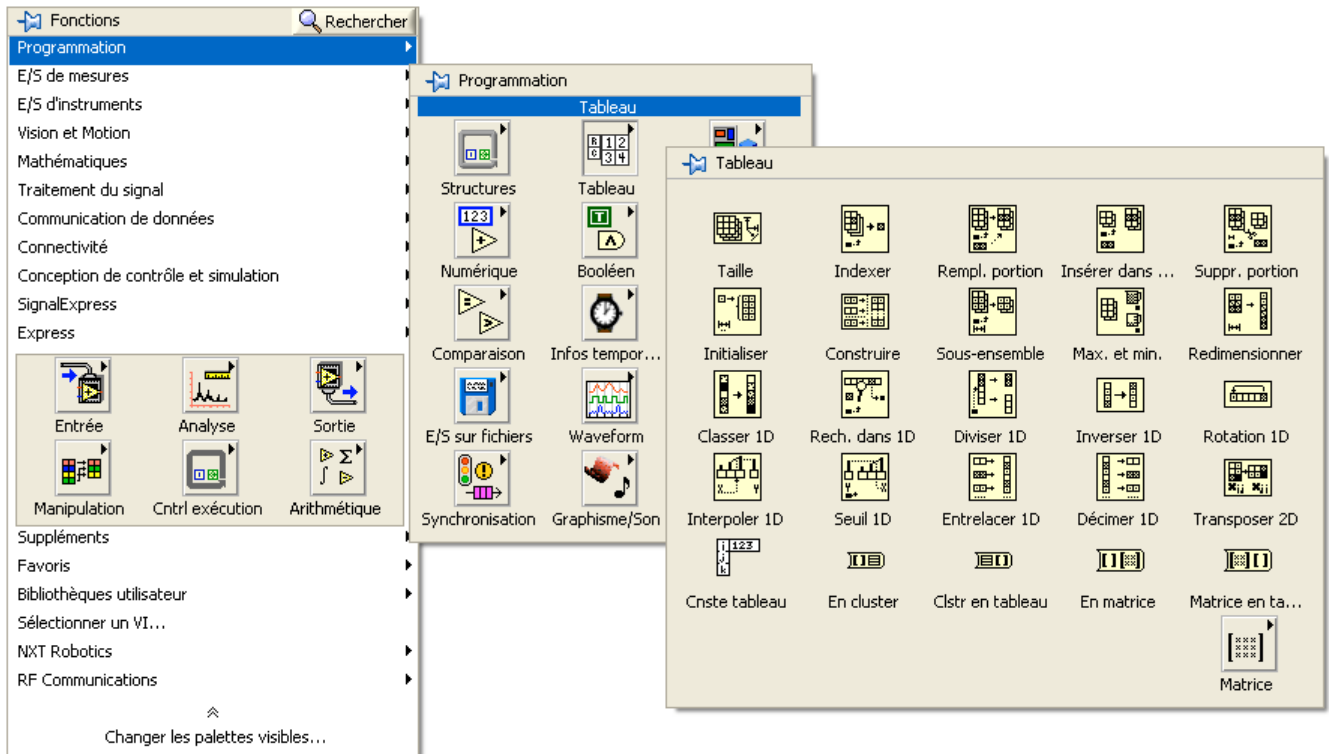 Fonctions
Rechercher
Programmation
E/S de mesures
E/S d'instruments
Vision et Motion
Mathématiques
Traitement du signal
Communication de données
Connectivité
Conception de contrôle et simulation
SignalExpress
Express
Entrée Analyse Sortie
Manipulation Cntrl exécution Arithmétique
Suppléments
Favoris
Bibliothèques utilisateur
Sélectionner un VI...
NXT Robotics
RF Communications
Changer les palettes visibles...
Programmation
Tableau
Structures Tableau
Numérique Booléen
Comparaison Infos tempor...
E/S sur fichiers Waveform
Synchronisation Graphisme/Son
Tableau
Taille Indexer Rempl. portion Insérer dans ... Suppr. portion
Initialiser Construire Sous-ensemble Max. et min. Redimensionner
Classer 1D Rech. dans 1D Diviser 1D Inverser 1D Rotation 1D
Interpoler 1D Seuil 1D Entrelacer 1D Décimer 1D Transposer 2D
Cnste tableau En cluster Clstr en tableau En matrice Matrice en ta...
Matrice